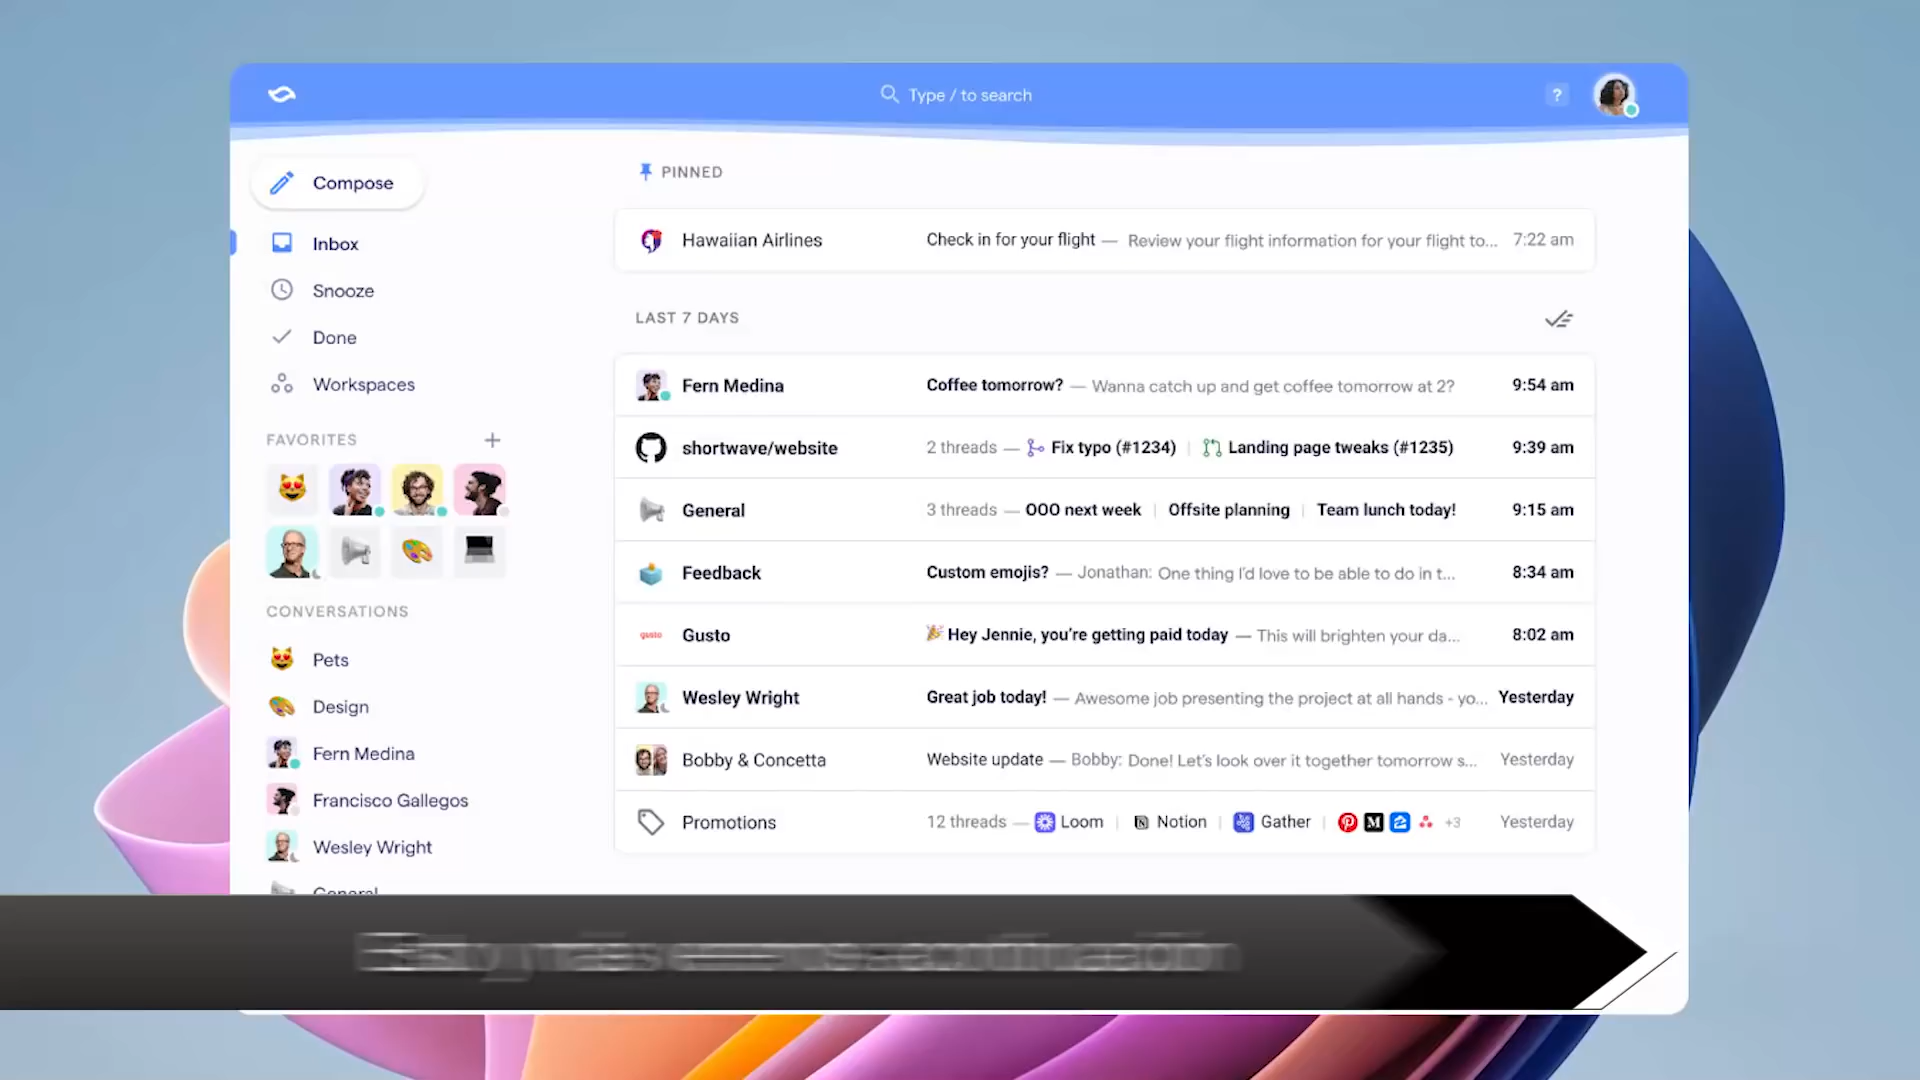 Type / to search
?
Compose
Inbox
Snooze
Done
Workspaces
FAVORITES
CONVERSATIONS
Pets
Design
Fern Medina
Francisco Gallegos
Wesley Wright
General
PINNED
Hawaiian Airlines Check in for your flight — Review your flight information for your flight to... 7:22 am
LAST 7 DAYS
Fern Medina Coffee tomorrow? — Wanna catch up and get coffee tomorrow at 2? 9:54 am
shortwave/website 2 threads — Fix typo (#1234) | Landing page tweaks (#1235) 9:39 am
General 3 threads — OOO next week | Offsite planning | Team lunch today! 9:15 am
Feedback Custom emojis? — Jonathan: One thing I'd love to be able to do in t... 8:34 am
gusto Gusto Hey Jennie, you're getting paid today — This will brighten your da... 8:02 am
Wesley Wright Great job today! — Awesome job presenting the project at all hands - yo... Yesterday
Bobby & Concetta Website update — Bobby: Done! Let's look over it together tomorrow s... Yesterday
Promotions 12 threads — Loom | Notion | Gather | +3 Yesterday